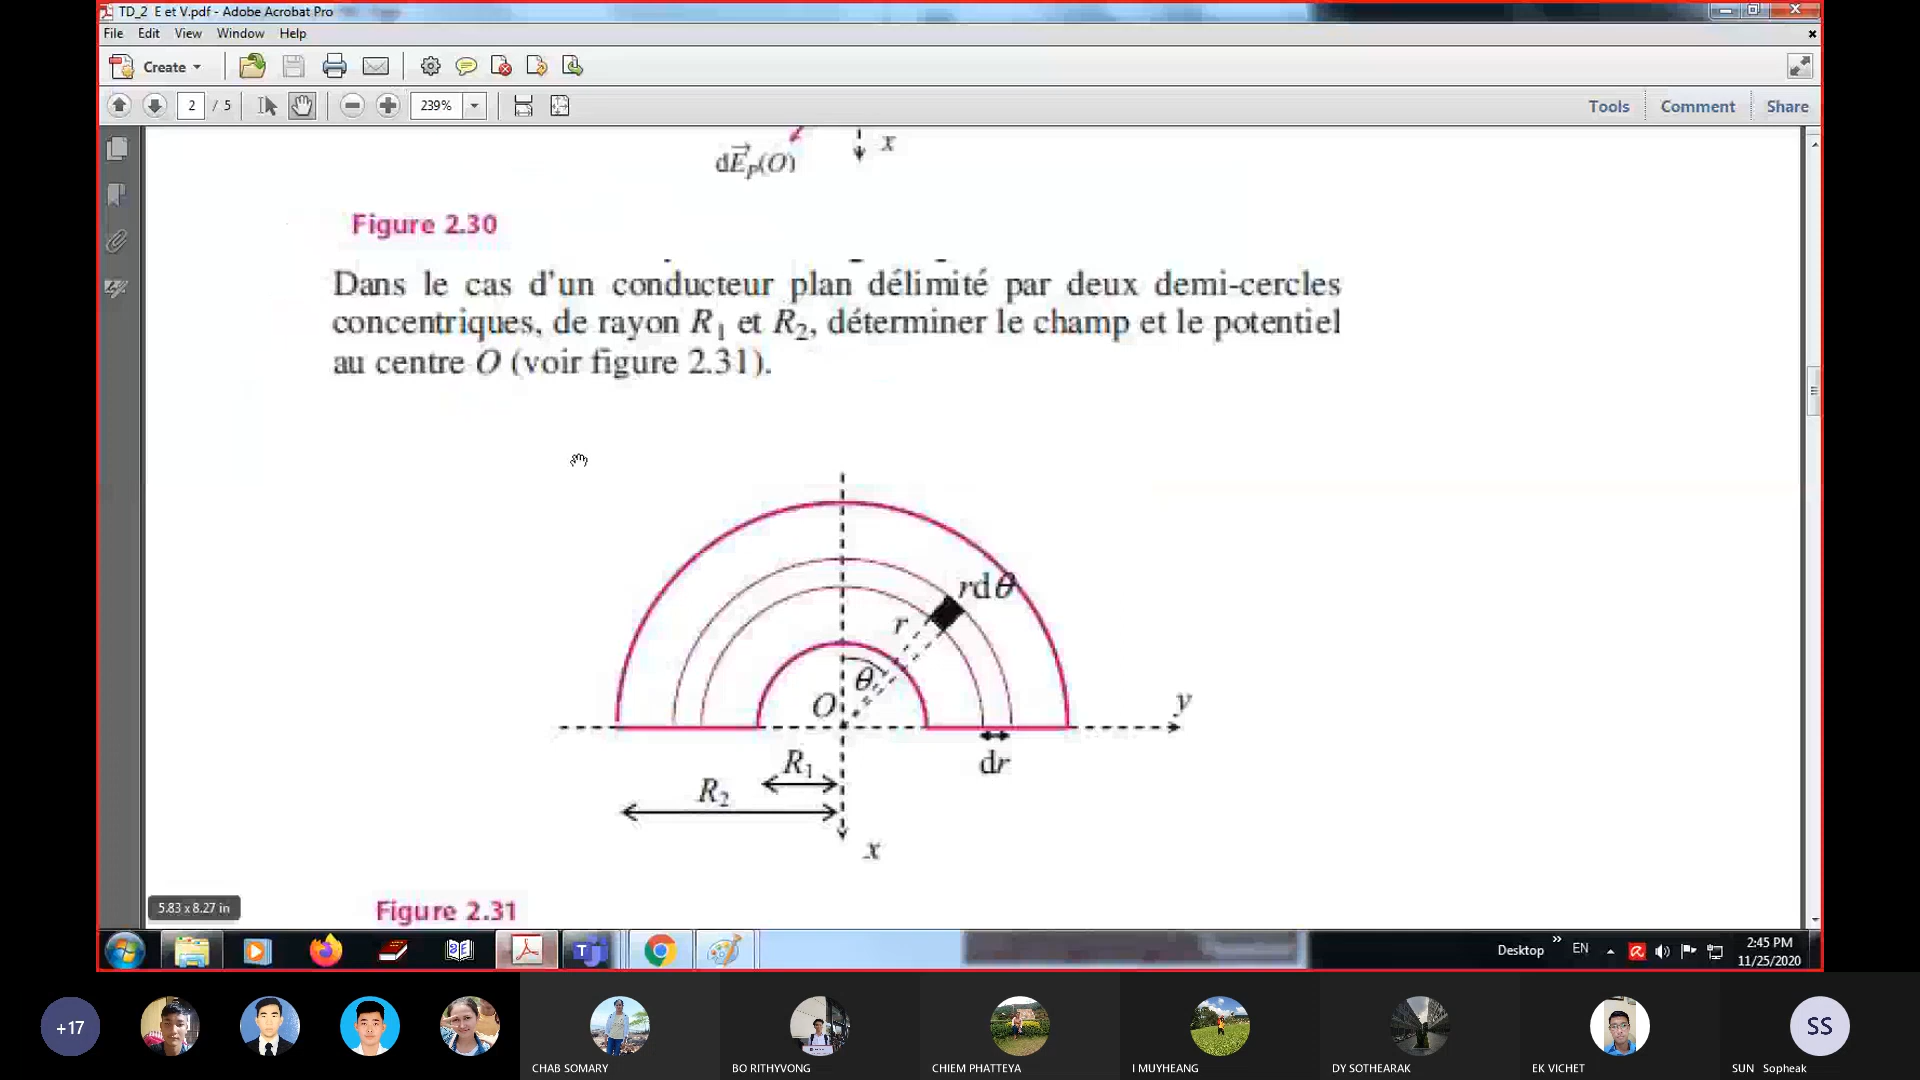 TD_2 E et V.pdf - Adobe Acrobat Pro
File Edit View Window Help
Create
2 / 5 239% Tools Comment Share
x
dE⃗_P(O)
Figure 2.30
Dans le cas d'un conducteur plan délimité par deux demi-cercles
concentriques, de rayon R₁ et R₂, déterminer le champ et le potentiel
au centre O (voir figure 2.31).
rdθ
r
θ
O
y
R₁
dr
R₂
x
5.83 x 8.27 in
Figure 2.31
Desktop » EN 2:45 PM
11/25/2020
+17
SS
CHAB SOMARY BO RITHYVONG CHIEM PHATTEYA I MUYHEANG DY SOTHEARAK EK VICHET SUN Sopheak